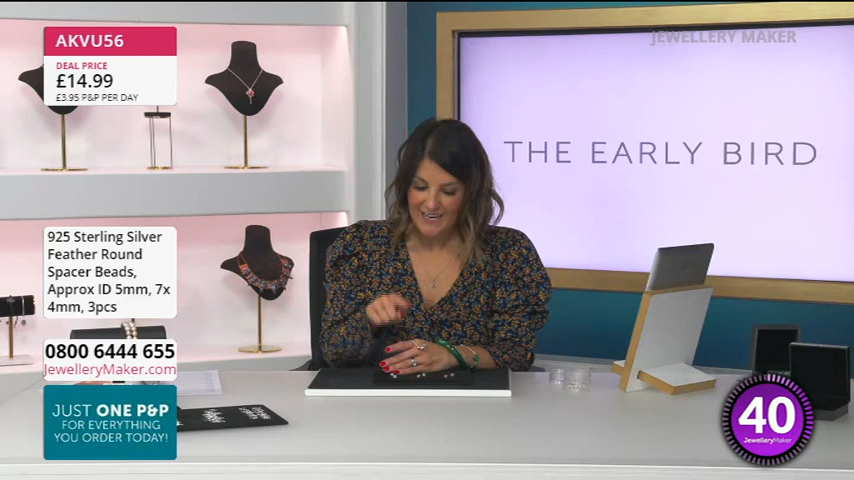 AKVU56
DEAL PRICE
£14.99
£3.95 P&P PER DAY
JEWELLERY MAKER
THE EARLY BIRD
925 Sterling Silver
Feather Round
Spacer Beads,
Approx ID 5mm, 7x
4mm, 3pcs
0800 6444 655
JewelleryMaker.com
JUST ONE P&P
FOR EVERYTHING
YOU ORDER TODAY!
40
JewelleryMaker